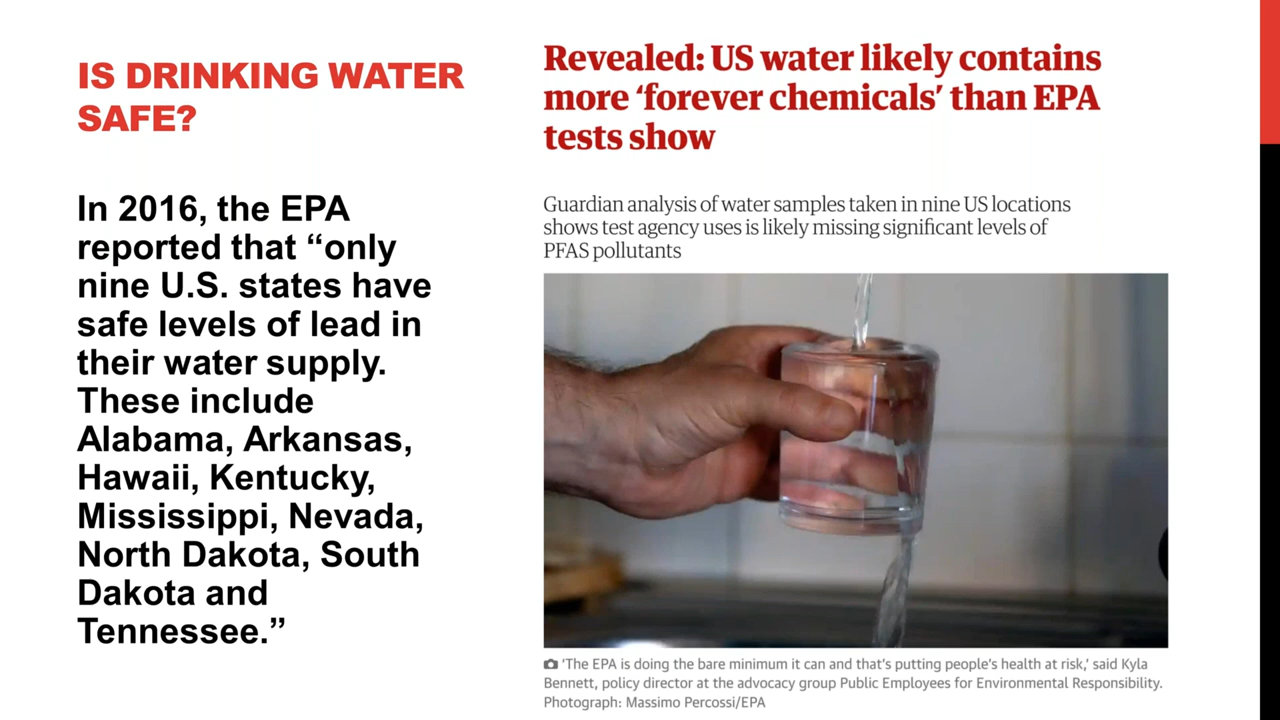 IS DRINKING WATER
SAFE?
In 2016, the EPA
reported that “only
nine U.S. states have
safe levels of lead in
their water supply.
These include
Alabama, Arkansas,
Hawaii, Kentucky,
Mississippi, Nevada,
North Dakota, South
Dakota and
Tennessee.”
Revealed: US water likely contains
more ‘forever chemicals’ than EPA
tests show
Guardian analysis of water samples taken in nine US locations
shows test agency uses is likely missing significant levels of
PFAS pollutants
‘The EPA is doing the bare minimum it can and that’s putting people’s health at risk,’ said Kyla
Bennett, policy director at the advocacy group Public Employees for Environmental Responsibility.
Photograph: Massimo Percossi/EPA